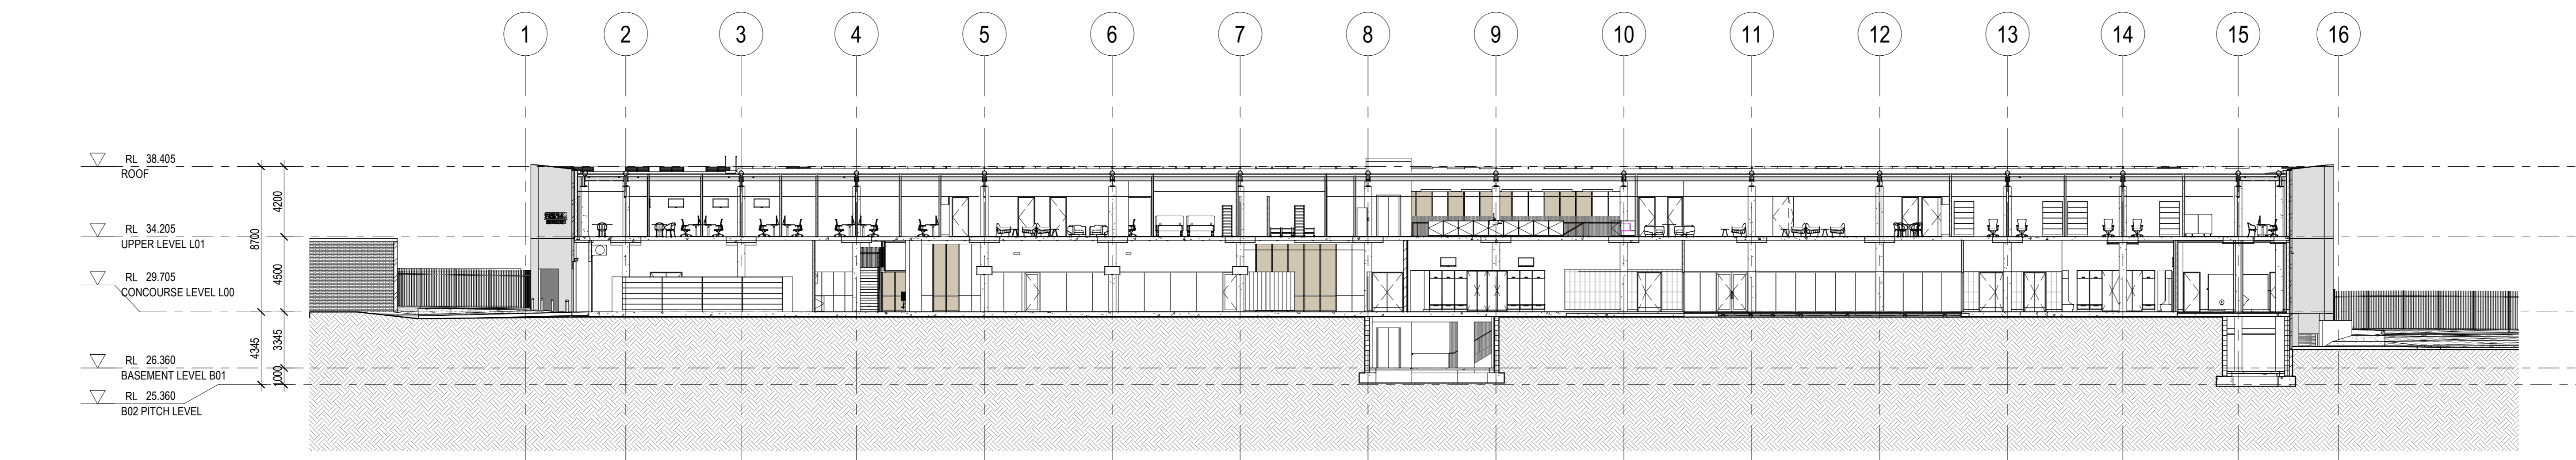 1 2 3 4 5 6 7 8 9 10 11 12 13 14 15 16
RL 38.405
ROOF
4200
RL 34.205
UPPER LEVEL L01
8700
RL 29.705
CONCOURSE LEVEL L00
4500
4345
3345
RL 26.360
BASEMENT LEVEL B01
1000
RL 25.360
B02 PITCH LEVEL